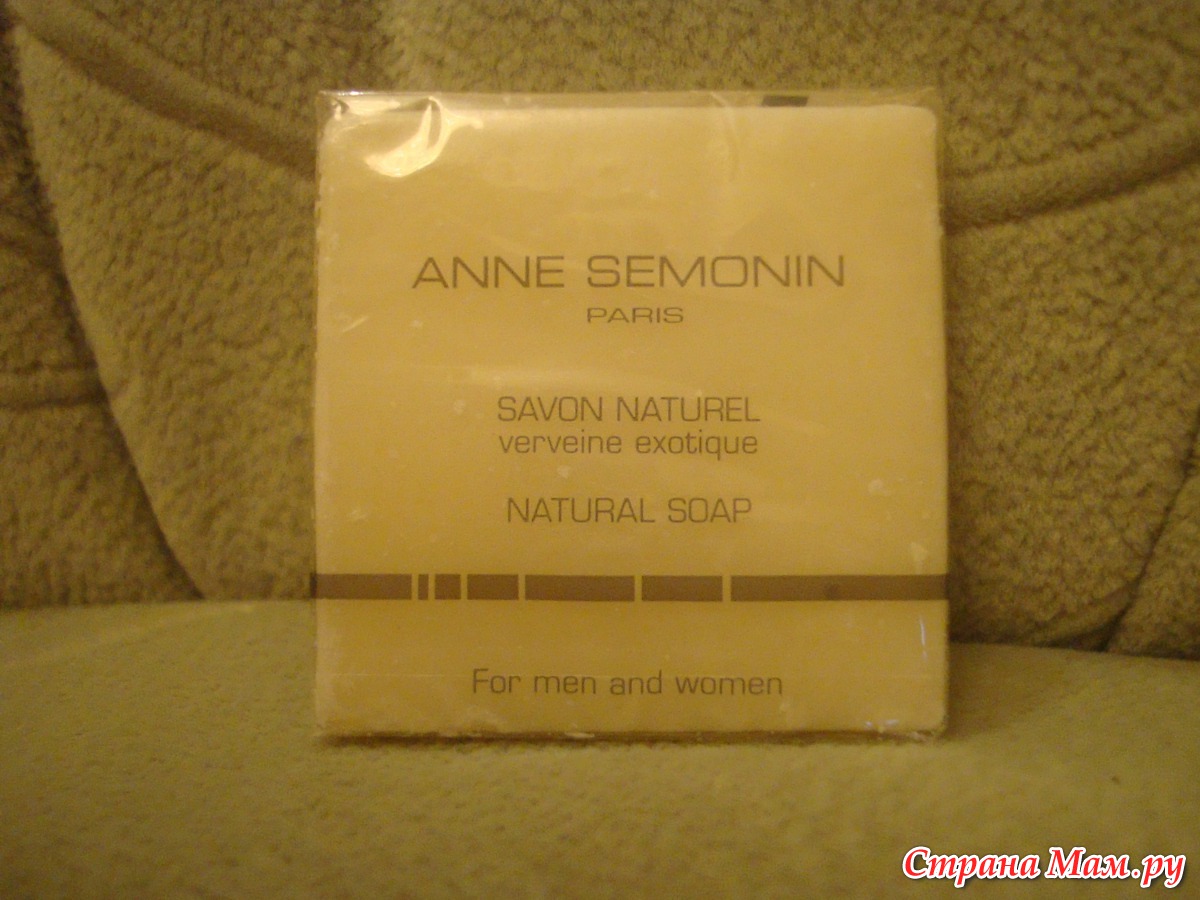 ANNE SEMONIN
PARIS
SAVON NATUREL
verveine exotique
NATURAL SOAP
For men and women
Страна Мам.ру